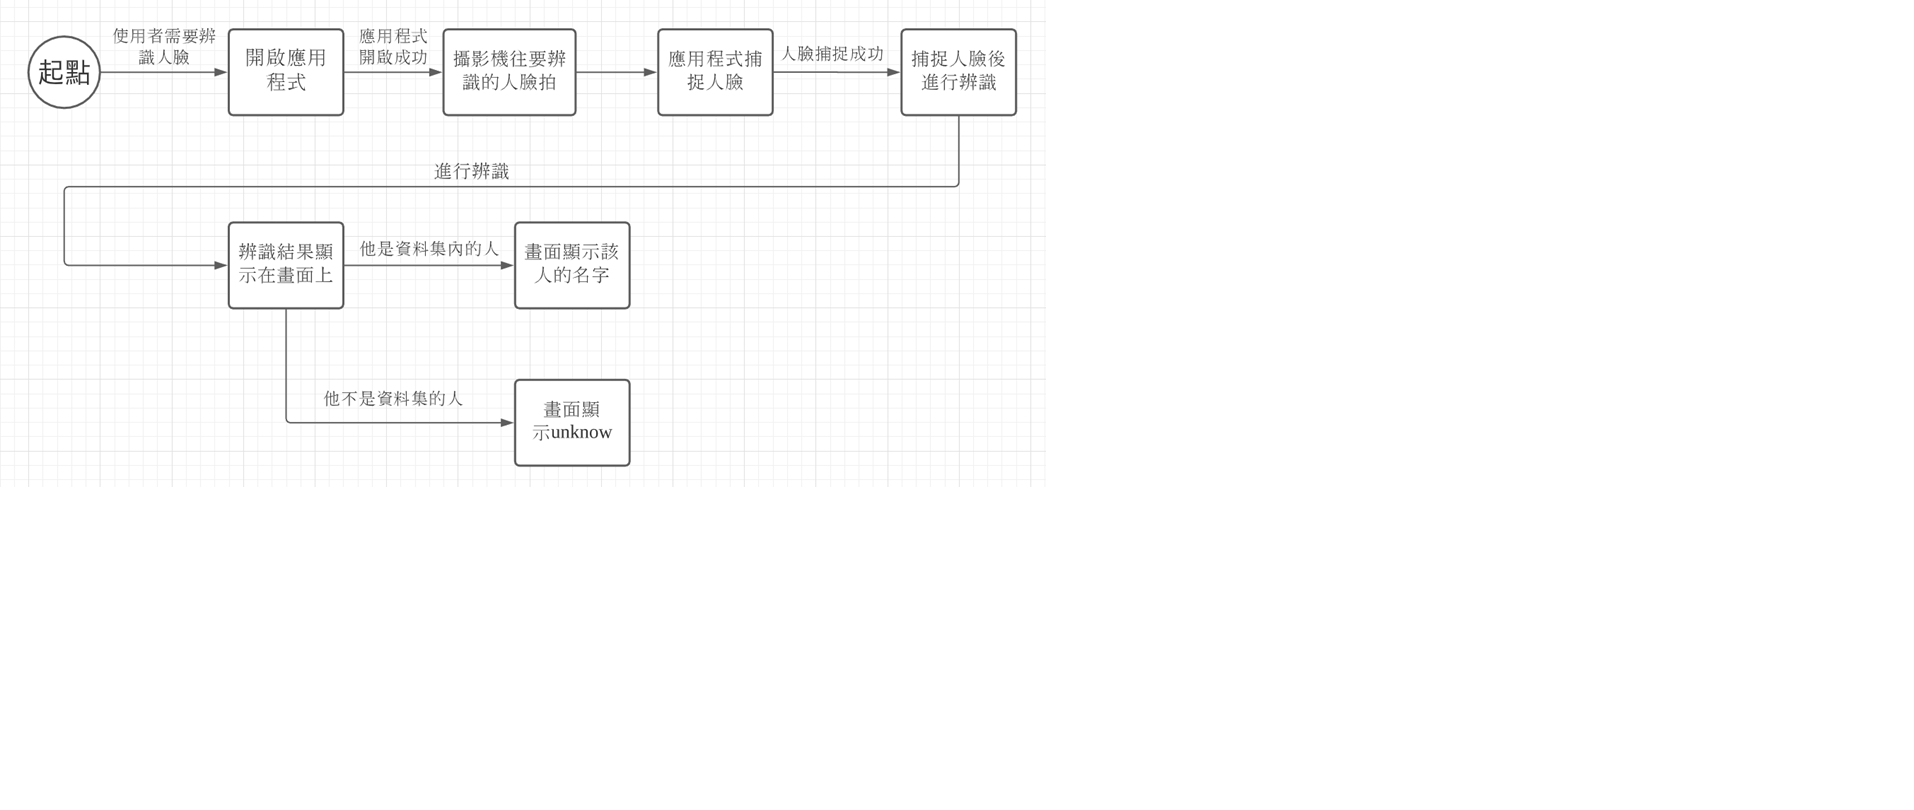 起點
使用者需要辨
識人臉
開啟應用
程式
應用程式
開啟成功
攝影機往要辨
識的人臉拍
應用程式捕
捉人臉
人臉捕捉成功
捕捉人臉後
進行辨識
進行辨識
辨識結果顯
示在畫面上
他是資料集內的人
畫面顯示該
人的名字
他不是資料集的人
畫面顯
示unknow